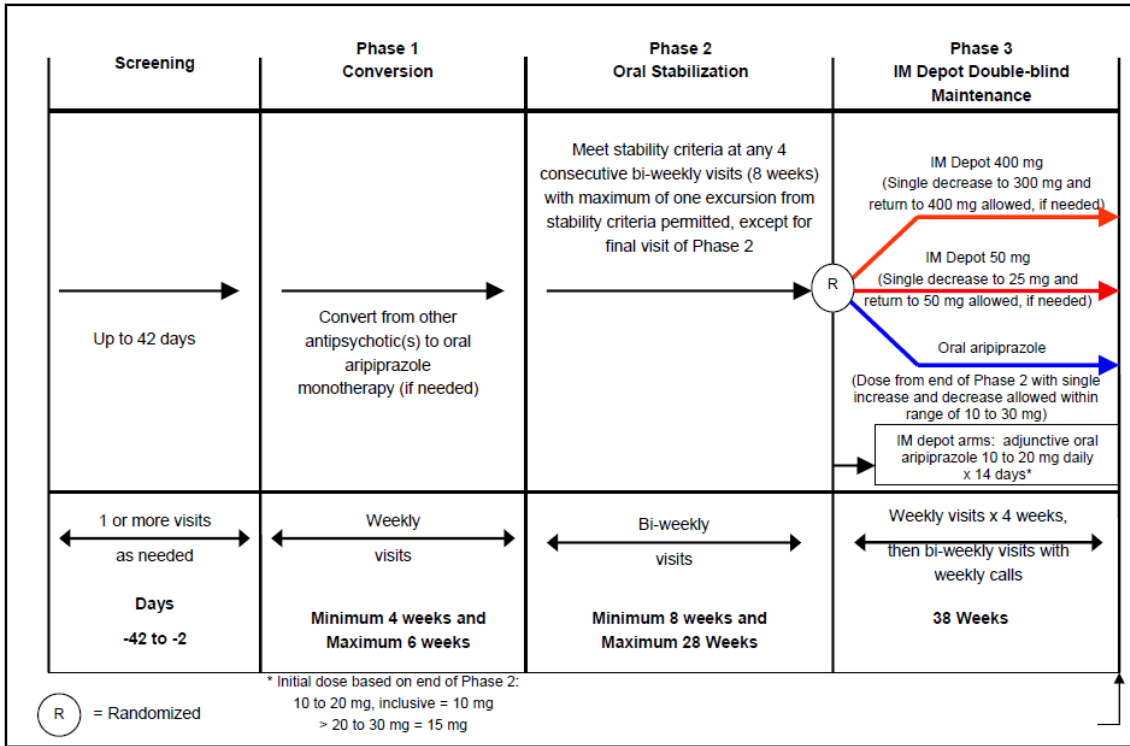 Screening
Phase 1
Conversion
Phase 2
Oral Stabilization
Phase 3
IM Depot Double-blind
Maintenance
Up to 42 days
Convert from other
antipsychotic(s) to oral
aripiprazole
monotherapy (if needed)
Meet stability criteria at any 4
consecutive bi-weekly visits (8 weeks)
with maximum of one excursion from
stability criteria permitted, except for
final visit of Phase 2
R
IM Depot 400 mg
(Single decrease to 300 mg and
return to 400 mg allowed, if needed)
IM Depot 50 mg
(Single decrease to 25 mg and
return to 50 mg allowed, if needed)
Oral aripiprazole
(Dose from end of Phase 2 with single
increase and decrease allowed within
range of 10 to 30 mg)
IM depot arms: adjunctive oral
aripiprazole 10 to 20 mg daily
x 14 days*
1 or more visits
as needed
Days
-42 to -2
Weekly
visits
Minimum 4 weeks and
Maximum 6 weeks
Bi-weekly
visits
Minimum 8 weeks and
Maximum 28 Weeks
Weekly visits x 4 weeks,
then bi-weekly visits with
weekly calls
38 Weeks
R = Randomized
* Initial dose based on end of Phase 2:
10 to 20 mg, inclusive = 10 mg
> 20 to 30 mg = 15 mg